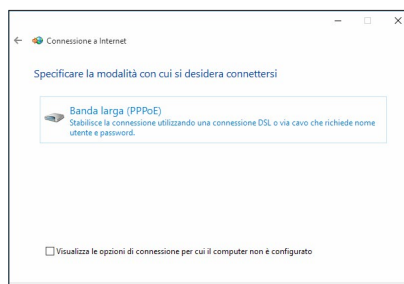 Connessione a Internet
Specificare la modalità con cui si desidera connettersi
Banda larga (PPPoE)
Stabilisce la connessione utilizzando una connessione DSL o via cavo che richiede nome
utente e password.
Visualizza le opzioni di connessione per cui il computer non è configurato